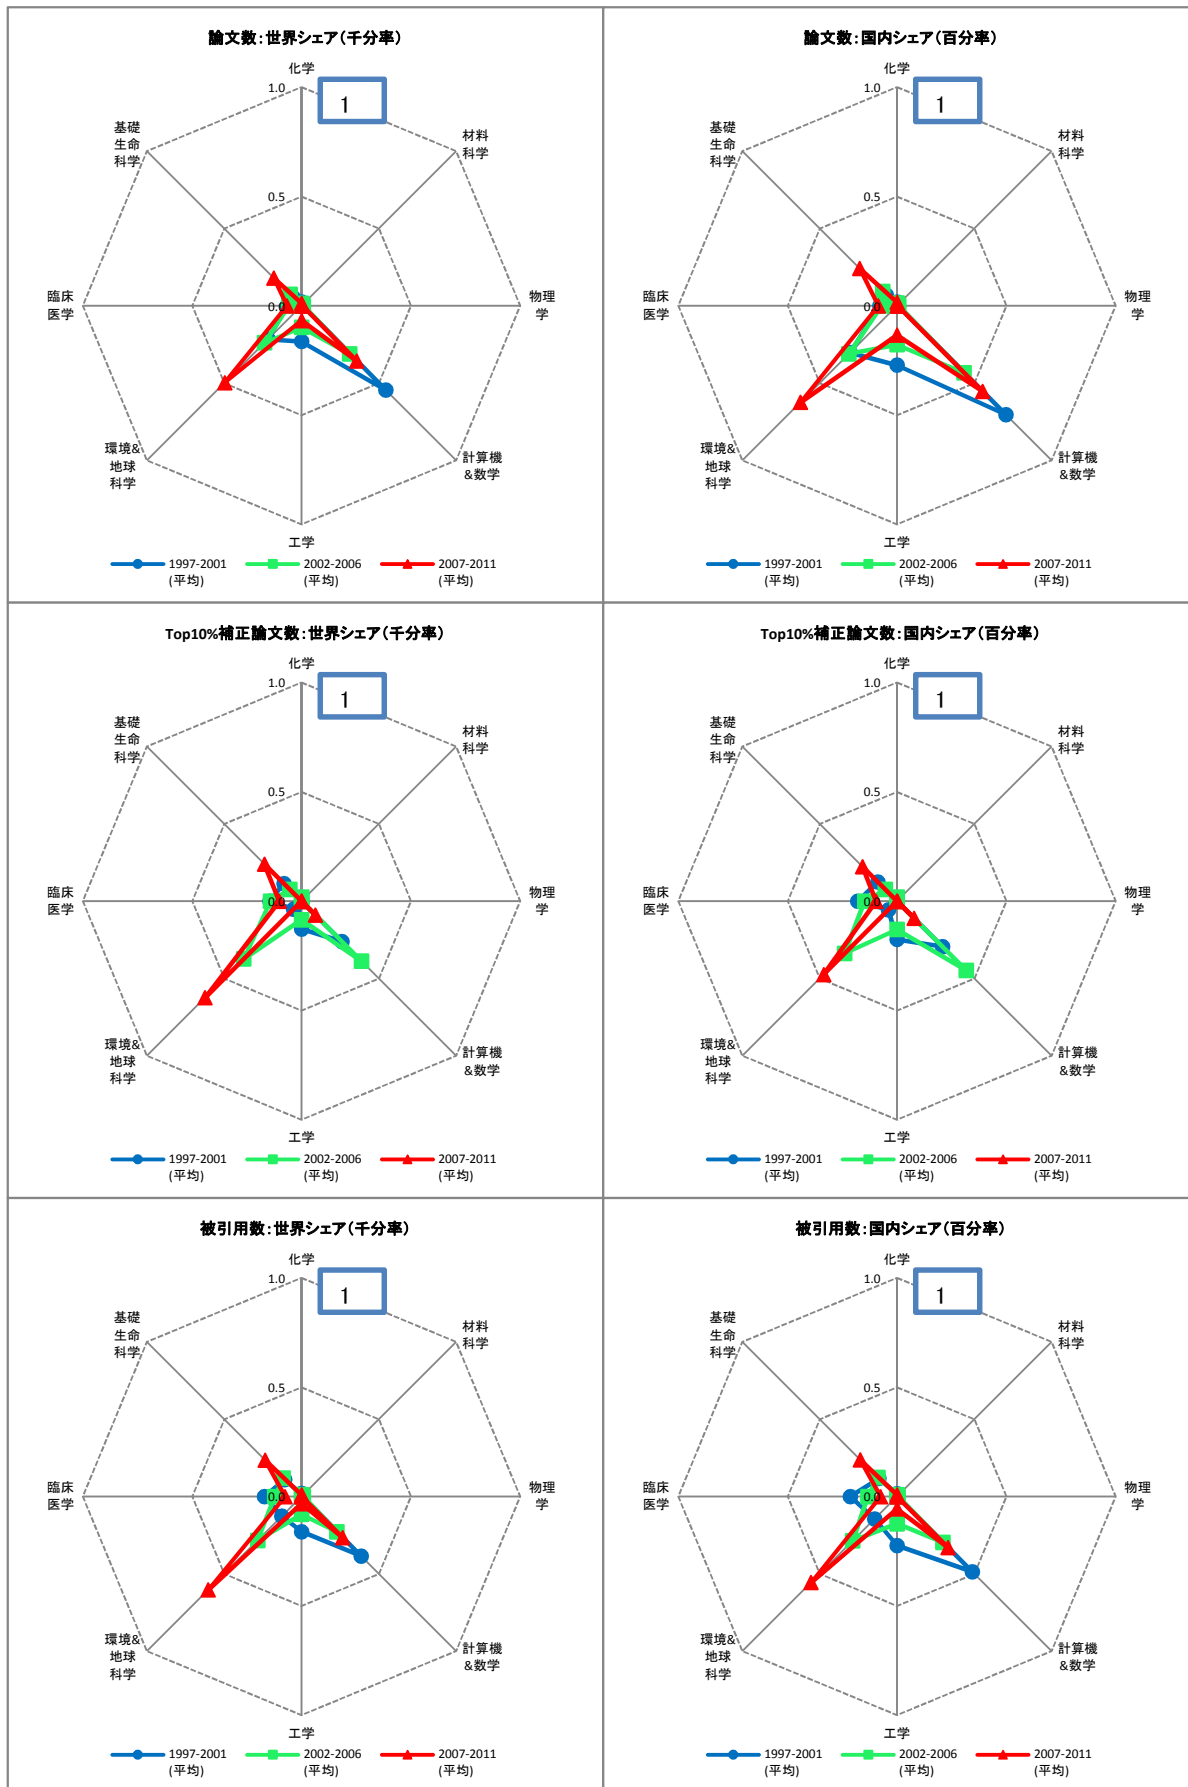 論文数：世界シェア（千分率）
化学
1.0
1
基礎
生命
科学
材料
科学
0.5
臨床
医学
0.0
物理
学
環境&
地球
科学
計算機
&数学
工学
1997-2001
(平均)
2002-2006
(平均)
2007-2011
(平均)
論文数：国内シェア（百分率）
化学
1.0
1
基礎
生命
科学
材料
科学
0.5
臨床
医学
0.0
物理
学
環境&
地球
科学
計算機
&数学
工学
1997-2001
(平均)
2002-2006
(平均)
2007-2011
(平均)
Top10%補正論文数：世界シェア（千分率）
化学
1.0
1
基礎
生命
科学
材料
科学
0.5
臨床
医学
0.0
物理
学
環境&
地球
科学
計算機
&数学
工学
1997-2001
(平均)
2002-2006
(平均)
2007-2011
(平均)
Top10%補正論文数：国内シェア（百分率）
化学
1.0
1
基礎
生命
科学
材料
科学
0.5
臨床
医学
0.0
物理
学
環境&
地球
科学
計算機
&数学
工学
1997-2001
(平均)
2002-2006
(平均)
2007-2011
(平均)
被引用数：世界シェア（千分率）
化学
1.0
1
基礎
生命
科学
材料
科学
0.5
臨床
医学
0.0
物理
学
環境&
地球
科学
計算機
&数学
工学
1997-2001
(平均)
2002-2006
(平均)
2007-2011
(平均)
被引用数：国内シェア（百分率）
化学
1.0
1
基礎
生命
科学
材料
科学
0.5
臨床
医学
0.0
物理
学
環境&
地球
科学
計算機
&数学
工学
1997-2001
(平均)
2002-2006
(平均)
2007-2011
(平均)